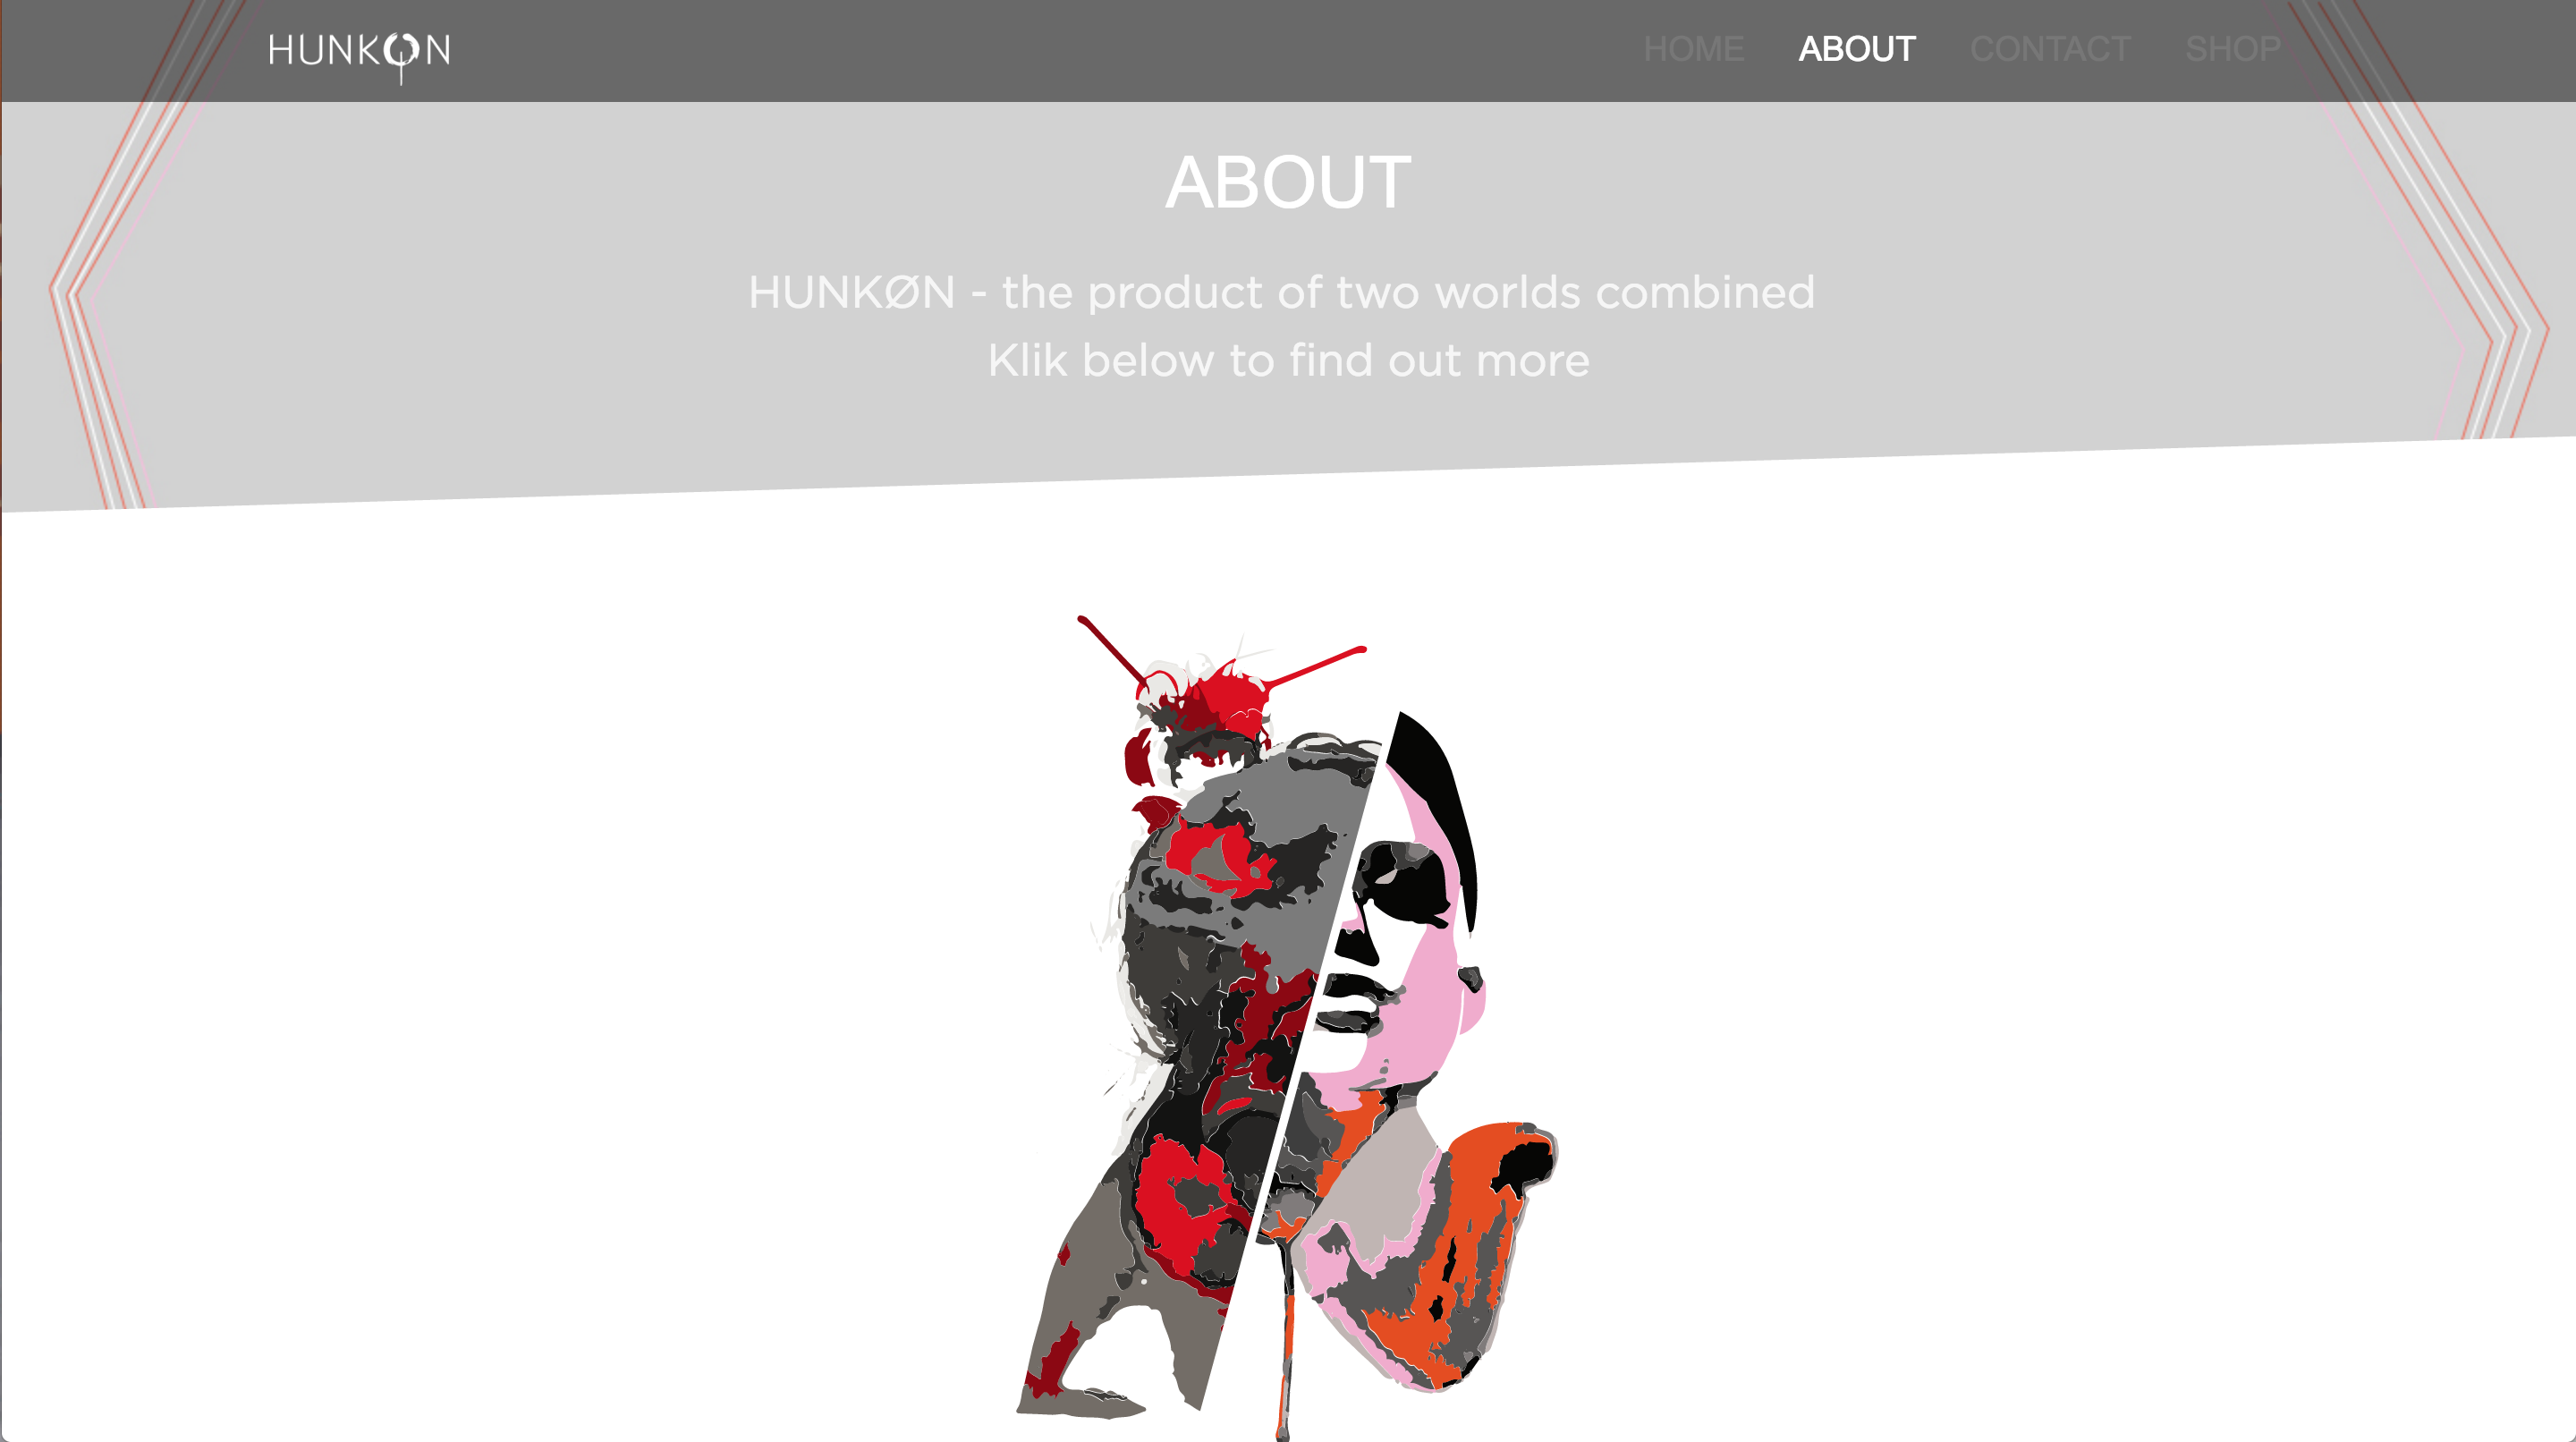 HUNKØN
HOME ABOUT CONTACT SHOP
ABOUT
HUNKØN - the product of two worlds combined
Klik below to find out more